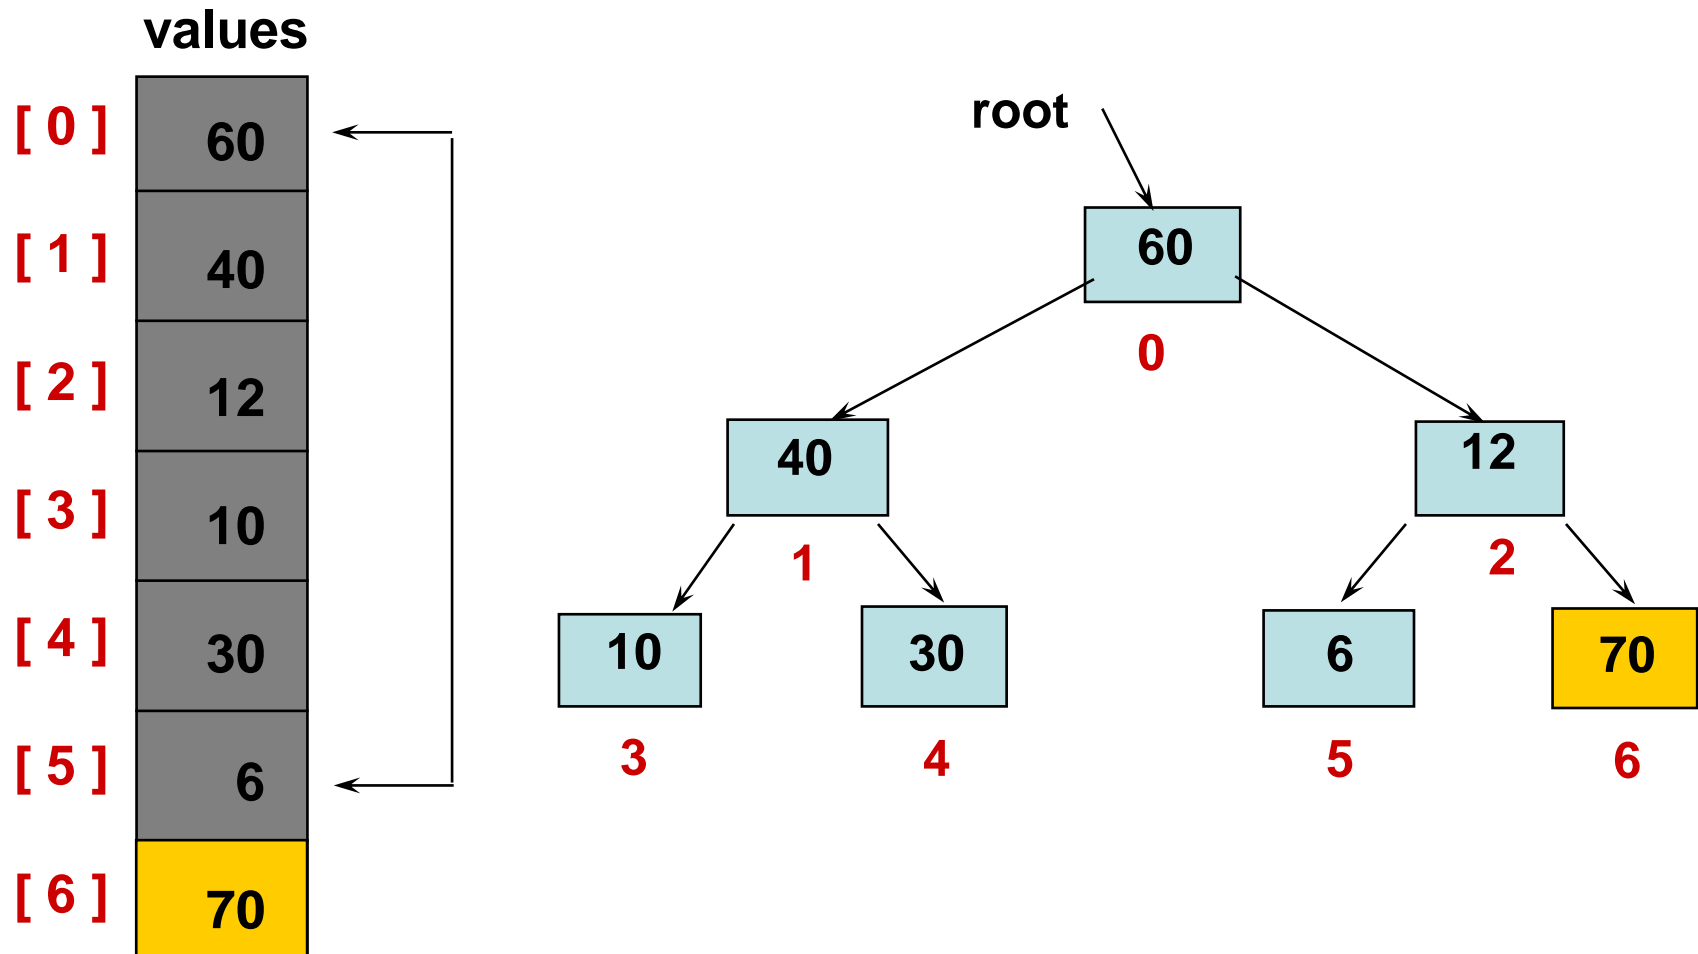 values
[ 0 ] 60
[ 1 ] 40
[ 2 ] 12
[ 3 ] 10
[ 4 ] 30
[ 5 ] 6
[ 6 ] 70
root
60
0
40 12
1 2
10 30 6 70
3 4 5 6